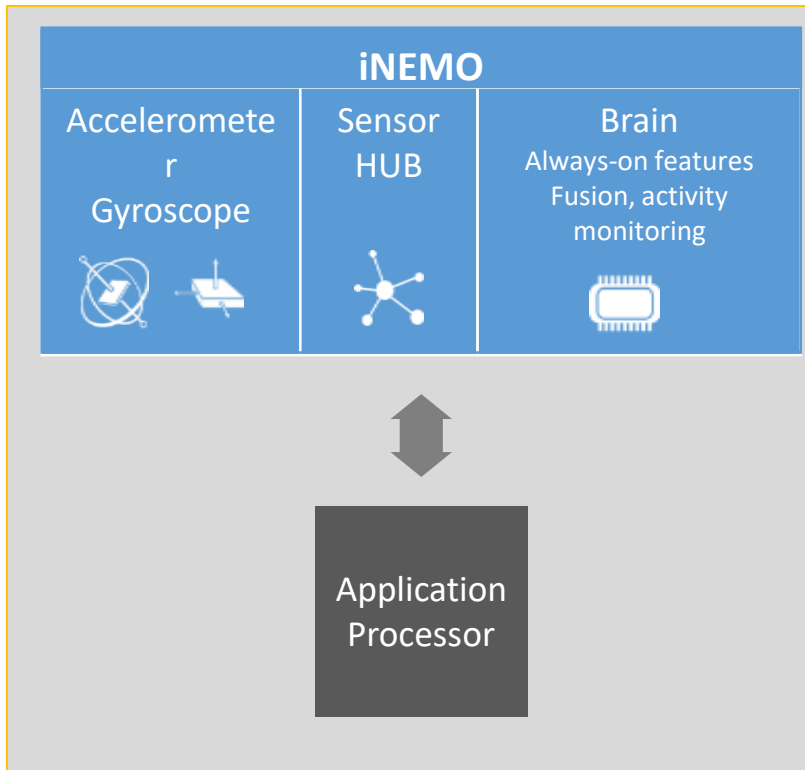 iNEMO
Acceleromete
r
Gyroscope
Sensor
HUB
Brain
Always-on features
Fusion, activity
monitoring
Application
Processor